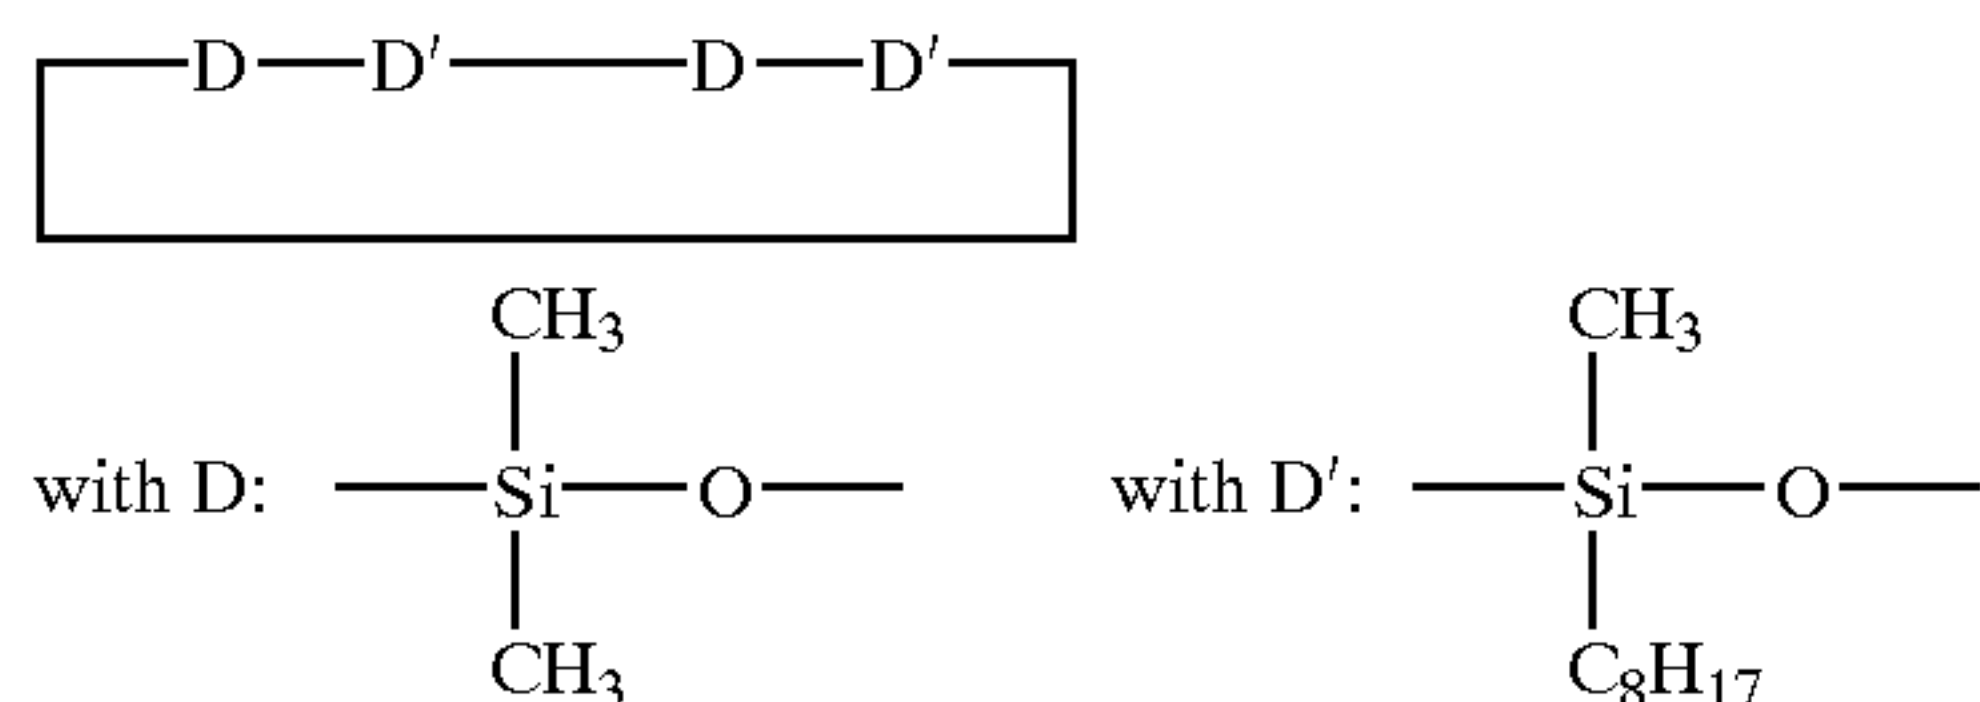 D D′ D D′
CH3 CH3
with D: Si O with D′: Si O
CH3 C8H17